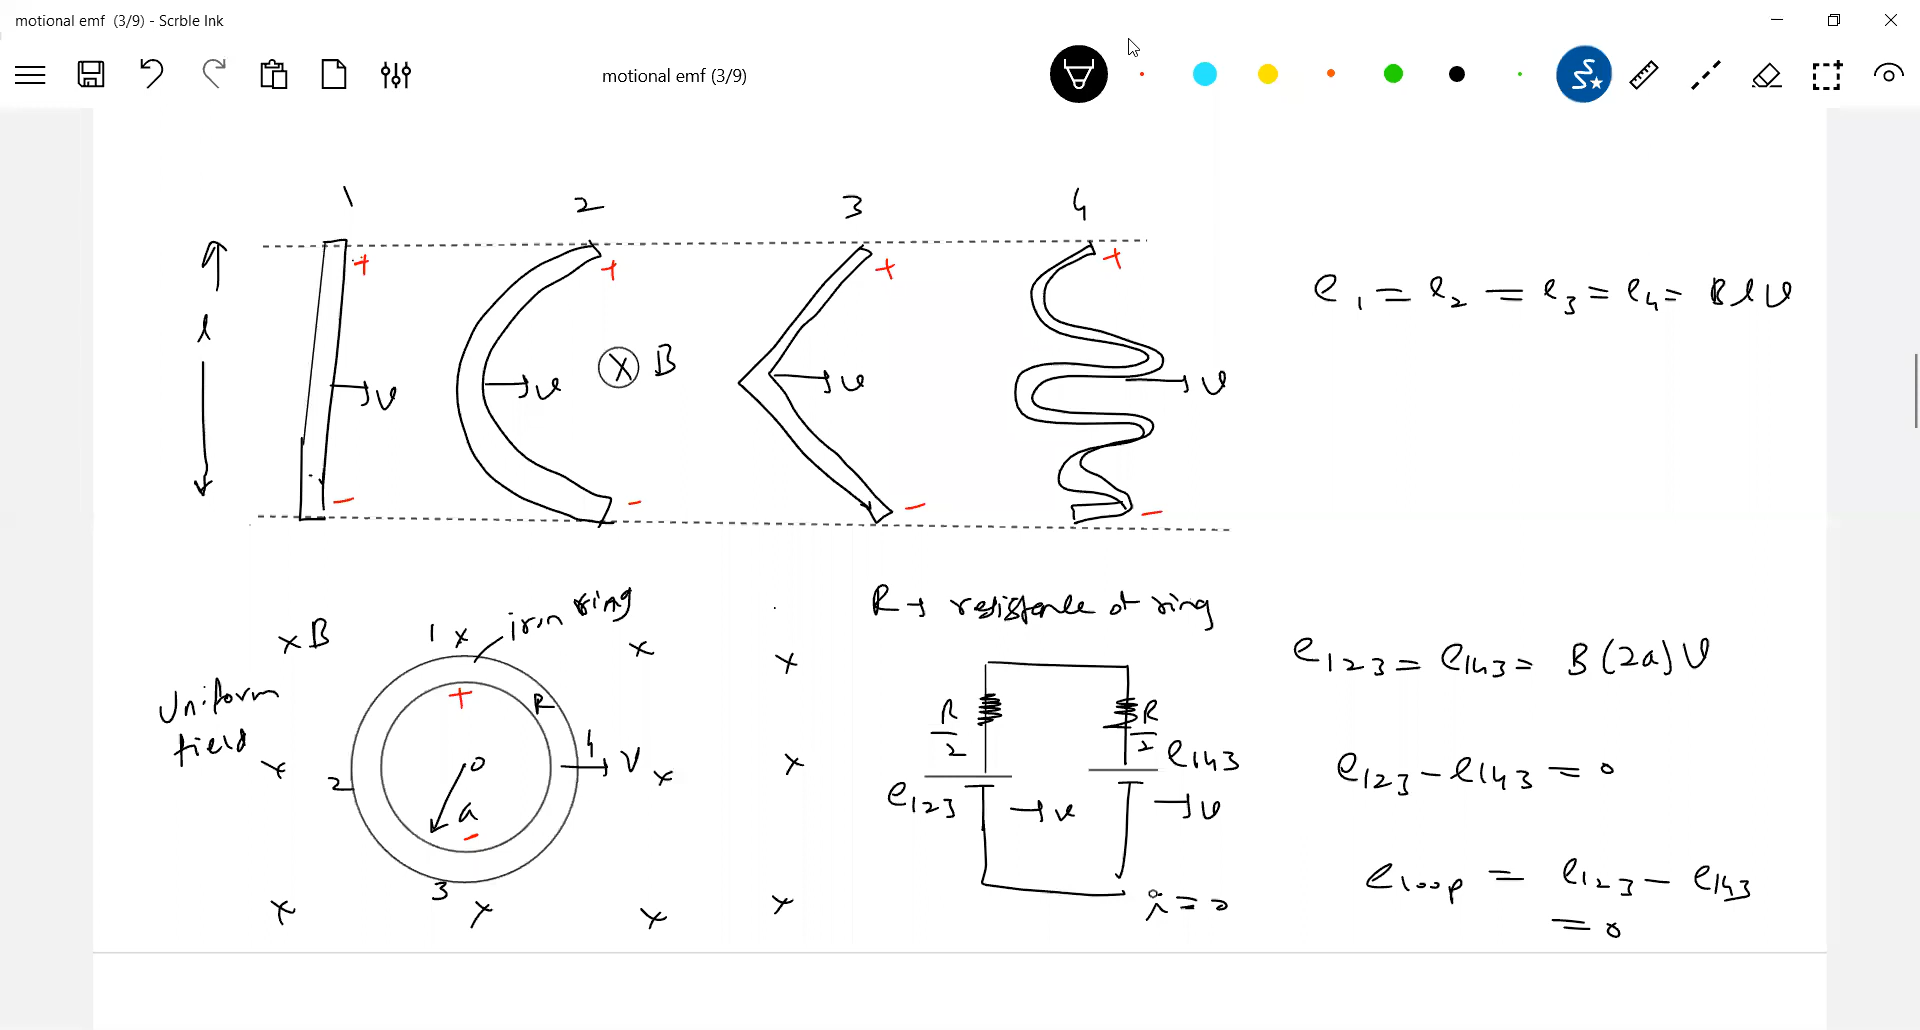 motional emf (3/9) - Scrble Ink
motional emf (3/9)
1 2 3 4
+ + + +
l
→ v → v ⊗ B → v → v
- - - -
e₁ = e₂ = e₃ = e₄ = Blv
iron ring
× B 1 × × ×
Uniform field
+ R
2 O 4 → v
a
-
3
R → resistance of ring
R/2 R/2
e₁₂₃ → v e₁₄₃ → v
i = 0
e₁₂₃ = e₁₄₃ = B(2a)v
e₁₂₃ - e₁₄₃ = 0
e loop = e₁₂₃ - e₁₄₃
= 0